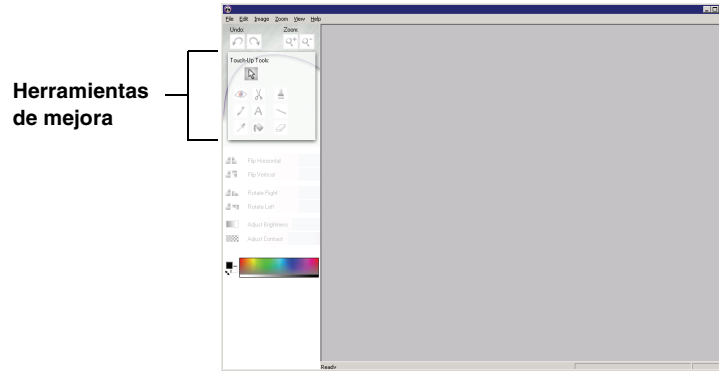 File Edit Image Zoom View Help
Undo: Zoom:
Touch-Up Tools:
A
Herramientas
de mejora
Flip Horizontal
Flip Vertical
Rotate Right
Rotate Left
Adjust Brightness
Adjust Contrast
Ready